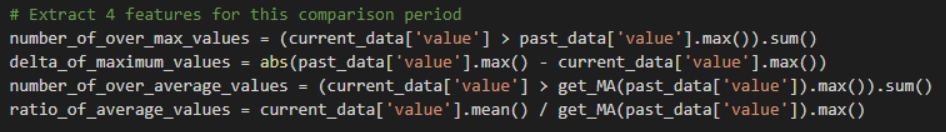 # Extract 4 features for this comparison period
number_of_over_max_values = (current_data['value'] > past_data['value'].max()).sum()
delta_of_maximum_values = abs(past_data['value'].max() - current_data['value'].max())
number_of_over_average_values = (current_data['value'] > get_MA(past_data['value']).max()).sum()
ratio_of_average_values = current_data['value'].mean() / get_MA(past_data['value']).max()